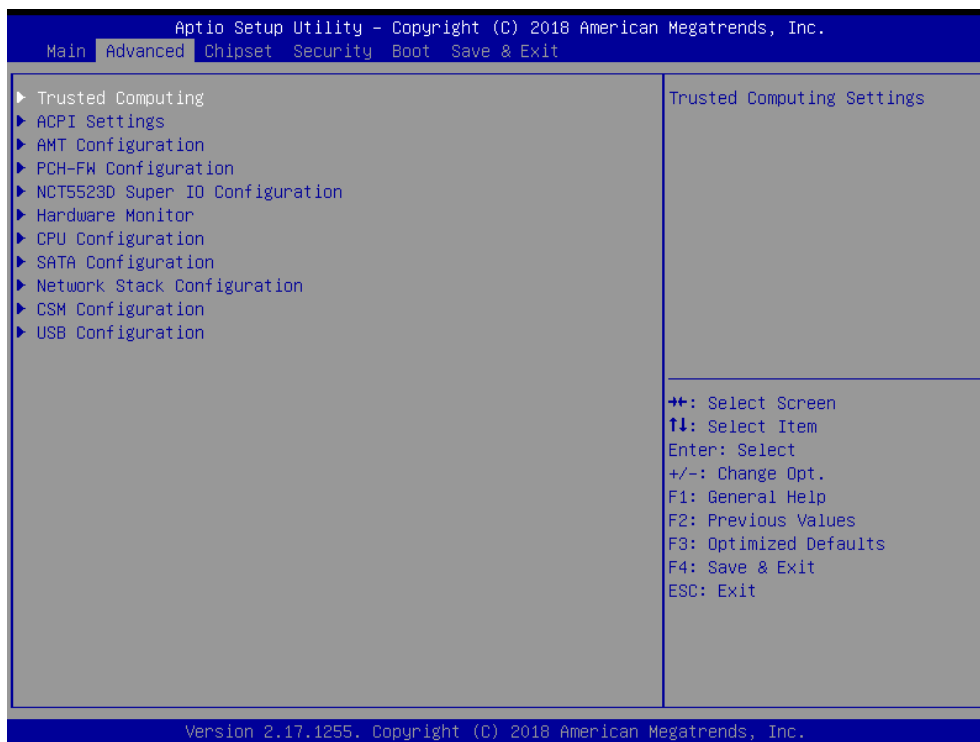 Aptio Setup Utility – Copyright (C) 2018 American Megatrends, Inc.
Main Advanced Chipset Security Boot Save & Exit
▶ Trusted Computing
▶ ACPI Settings
▶ AMT Configuration
▶ PCH-FW Configuration
▶ NCT5523D Super IO Configuration
▶ Hardware Monitor
▶ CPU Configuration
▶ SATA Configuration
▶ Network Stack Configuration
▶ CSM Configuration
▶ USB Configuration
Trusted Computing Settings
→←: Select Screen
↑↓: Select Item
Enter: Select
+/-: Change Opt.
F1: General Help
F2: Previous Values
F3: Optimized Defaults
F4: Save & Exit
ESC: Exit
Version 2.17.1255. Copyright (C) 2018 American Megatrends, Inc.